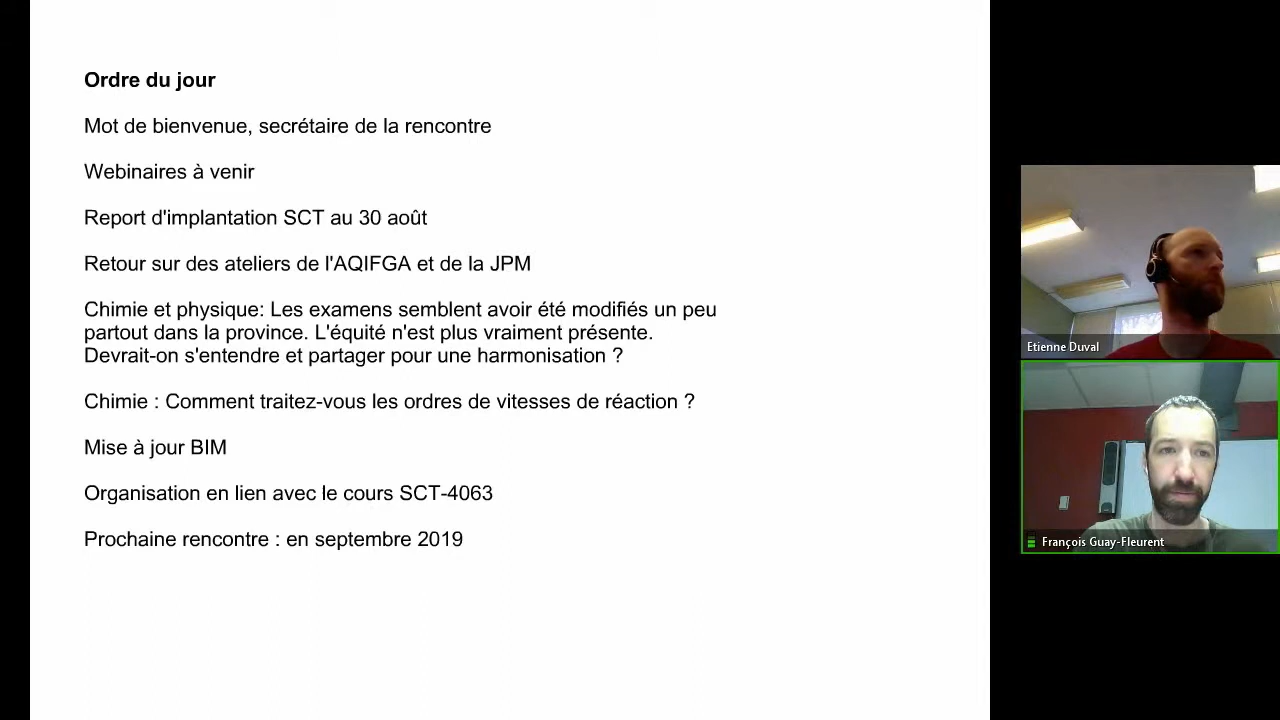 Ordre du jour
Mot de bienvenue, secrétaire de la rencontre
Webinaires à venir
Report d'implantation SCT au 30 août
Retour sur des ateliers de l'AQIFGA et de la JPM
Chimie et physique: Les examens semblent avoir été modifiés un peu
partout dans la province. L'équité n'est plus vraiment présente.
Devrait-on s'entendre et partager pour une harmonisation ?
Chimie : Comment traitez-vous les ordres de vitesses de réaction ?
Mise à jour BIM
Organisation en lien avec le cours SCT-4063
Prochaine rencontre : en septembre 2019
Etienne Duval
François Guay-Fleurent